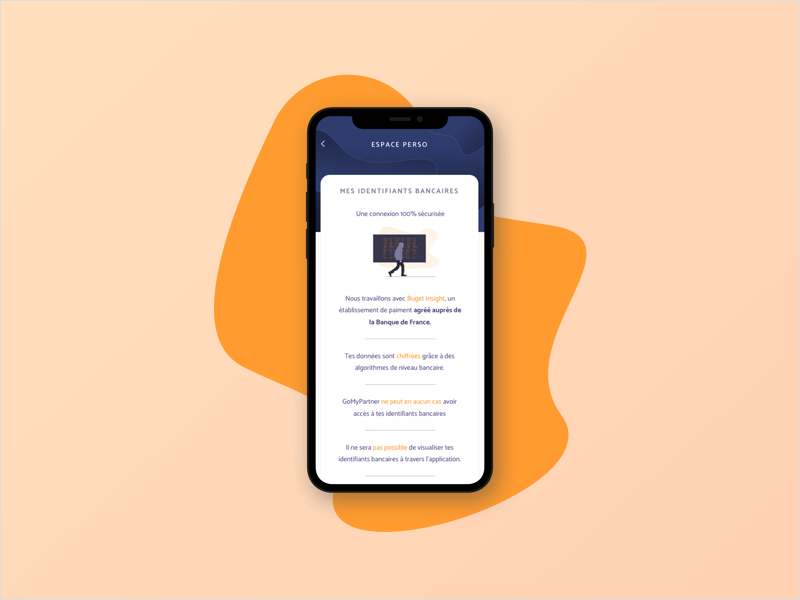 ESPACE PERSO
MES IDENTIFIANTS BANCAIRES
Une connexion 100% sécurisée
Nous travaillons avec Buget Insight, un
établissement de paiment agréé auprès de
la Banque de France.
Tes données sont chiffrées grâce à des
algorithmes de niveau bancaire.
GoMyPartner ne peut en aucun cas avoir
accès à tes identifiants bancaires
Il ne sera pas possible de visualiser tes
identifiants bancaires à travers l'application.